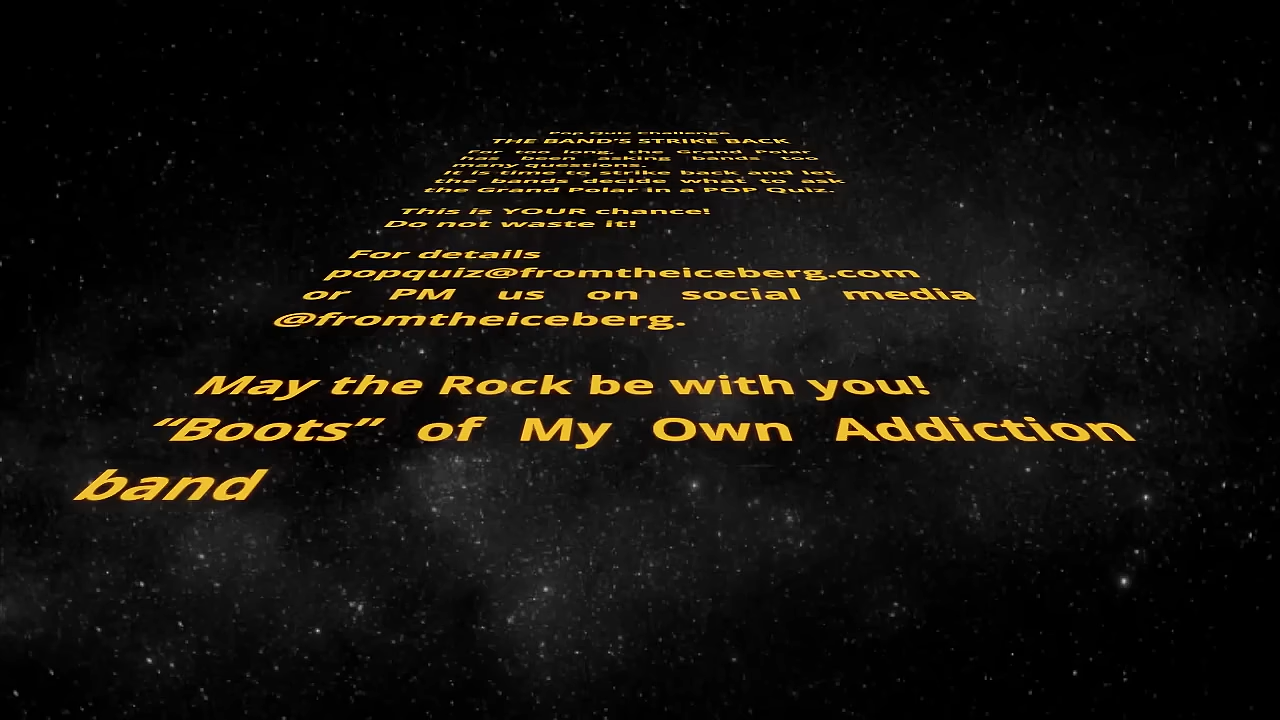 Pop Quiz Challenge
THE BAND'S STRIKE BACK
For too long, the Grand Polar
has been asking bands too
many questions.
It is time to strike back and let
the bands decide what to ask
the Grand Polar in a POP Quiz.
This is YOUR chance!
Do not waste it!
For details
popquiz@fromtheiceberg.com
or PM us on social media
@fromtheiceberg.
May the Rock be with you!
“Boots” of My Own Addiction
band